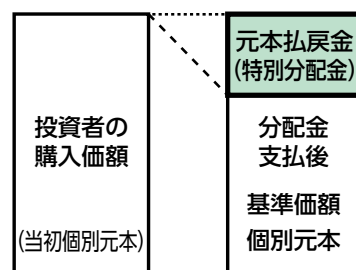 投資者の
購入価額
(当初個別元本)
元本払戻金
(特別分配金)
分配金
支払後
基準価額
個別元本